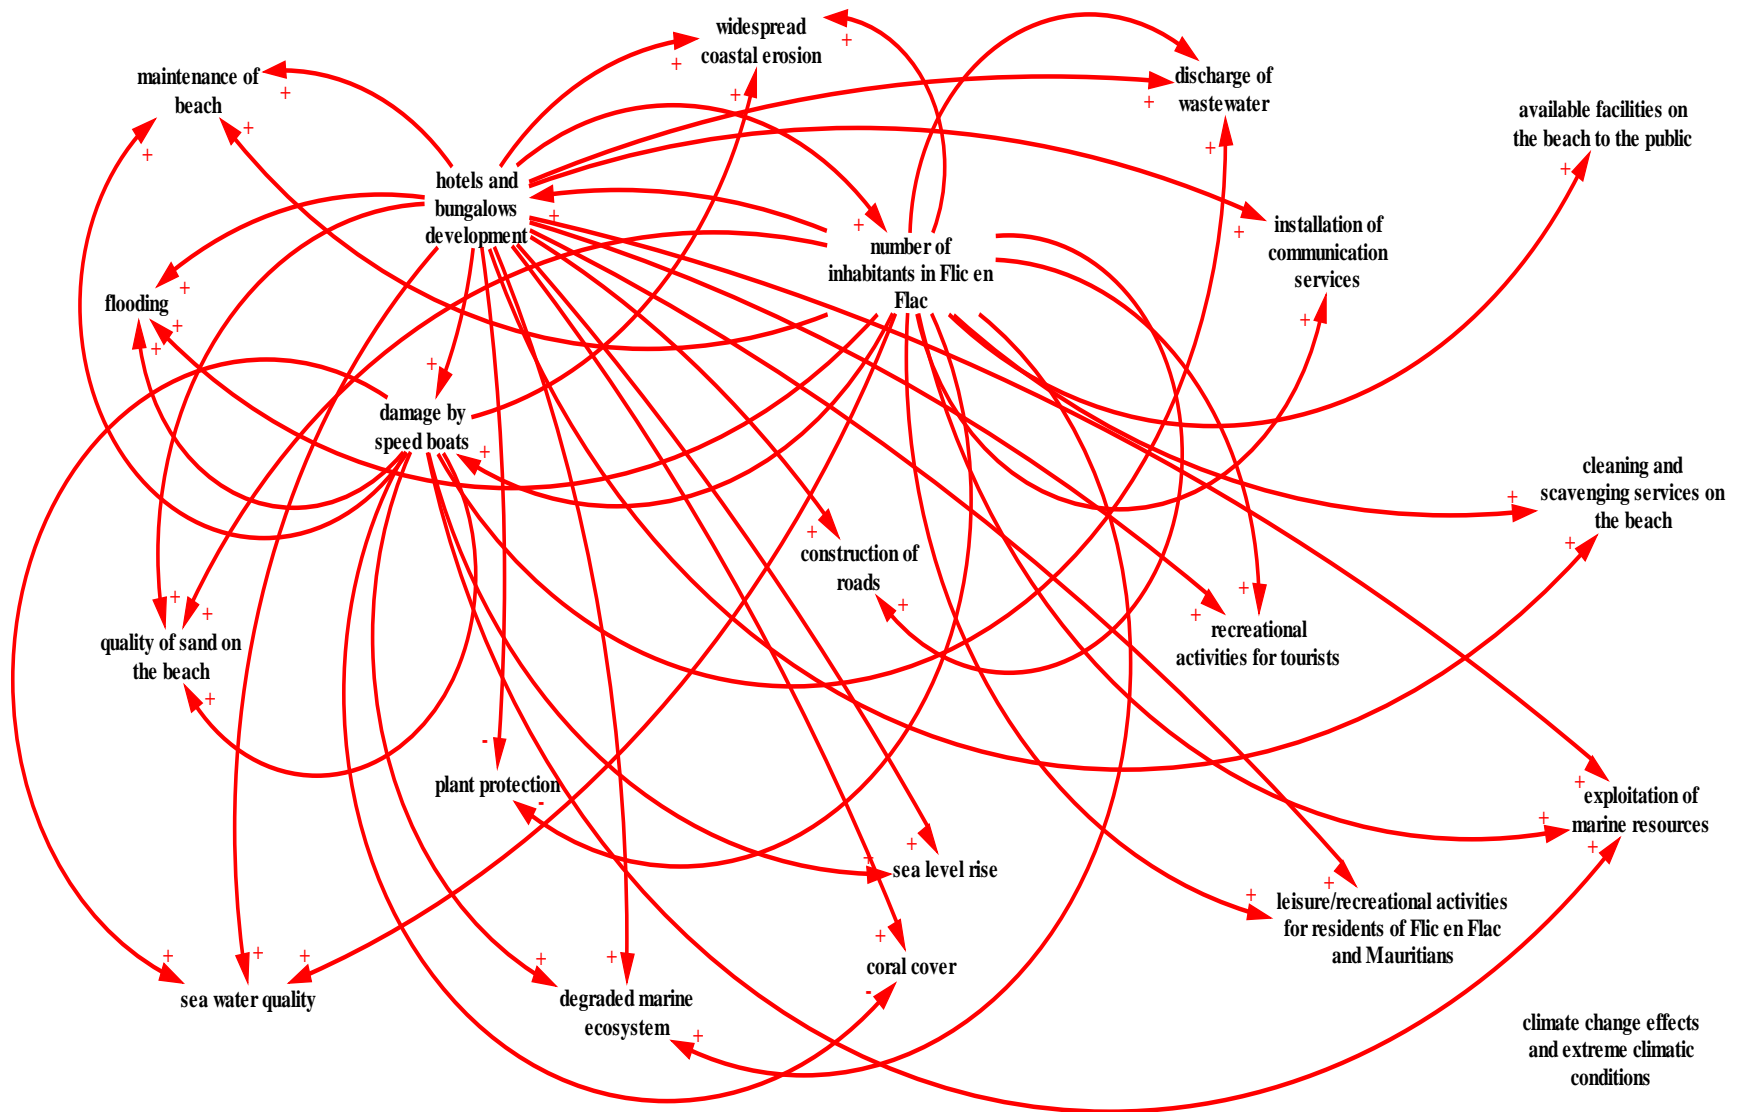 widespread
coastal erosion
maintenance of
beach
discharge of
wastewater
available facilities on
the beach to the public
hotels and
bungalows
development
installation of
communication
services
number of
inhabitants in Flic en
Flac
flooding
damage by
speed boats
cleaning and
scavenging services on
the beach
construction of
roads
quality of sand on
the beach
recreational
activities for tourists
plant protection
exploitation of
marine resources
sea level rise
leisure/recreational activities
for residents of Flic en Flac
and Mauritians
coral cover
sea water quality
degraded marine
ecosystem
climate change effects
and extreme climatic
conditions